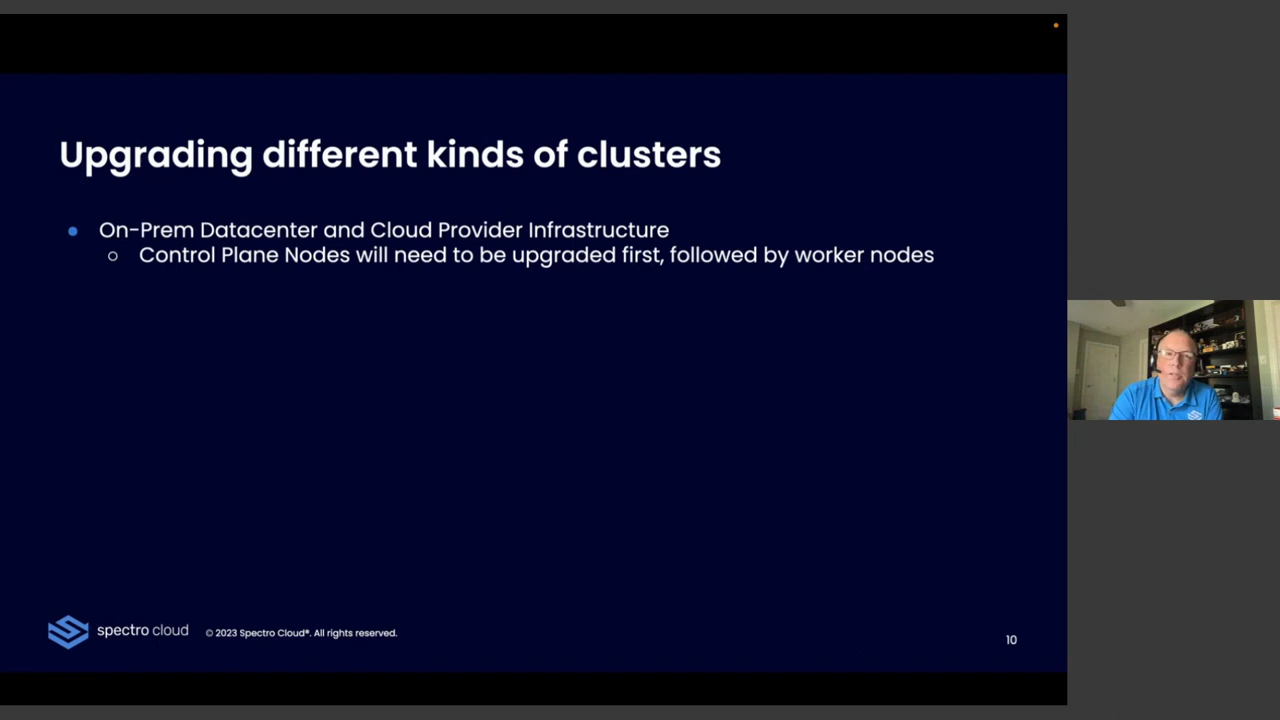 Upgrading different kinds of clusters
On-Prem Datacenter and Cloud Provider Infrastructure
Control Plane Nodes will need to be upgraded first, followed by worker nodes
spectro cloud
© 2023 Spectro Cloud®. All rights reserved.
10